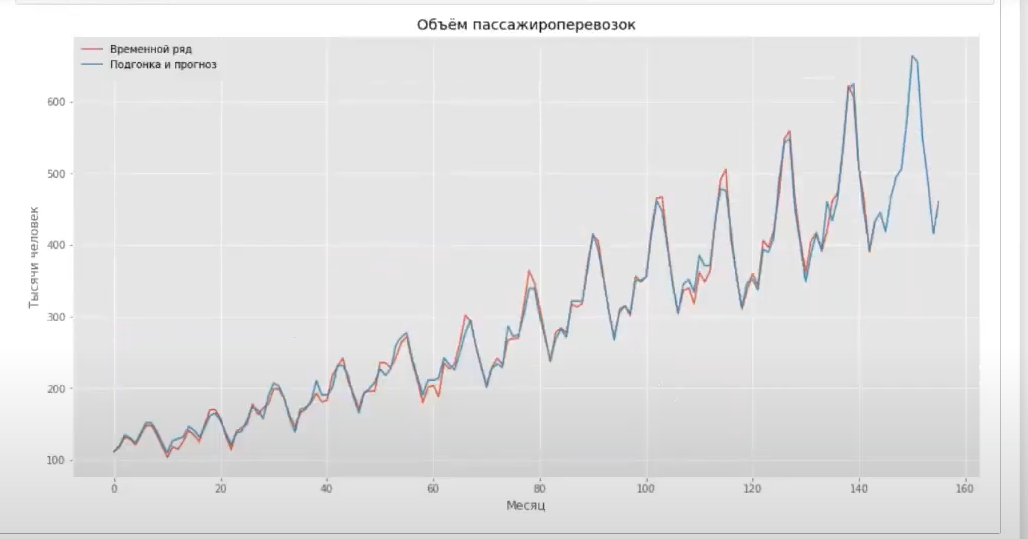 Объём пассажироперевозок
Временной ряд
Подгонка и прогноз
Тысячи человек
600
500
400
300
200
100
0 20 40 60 80 100 120 140 160
Месяц